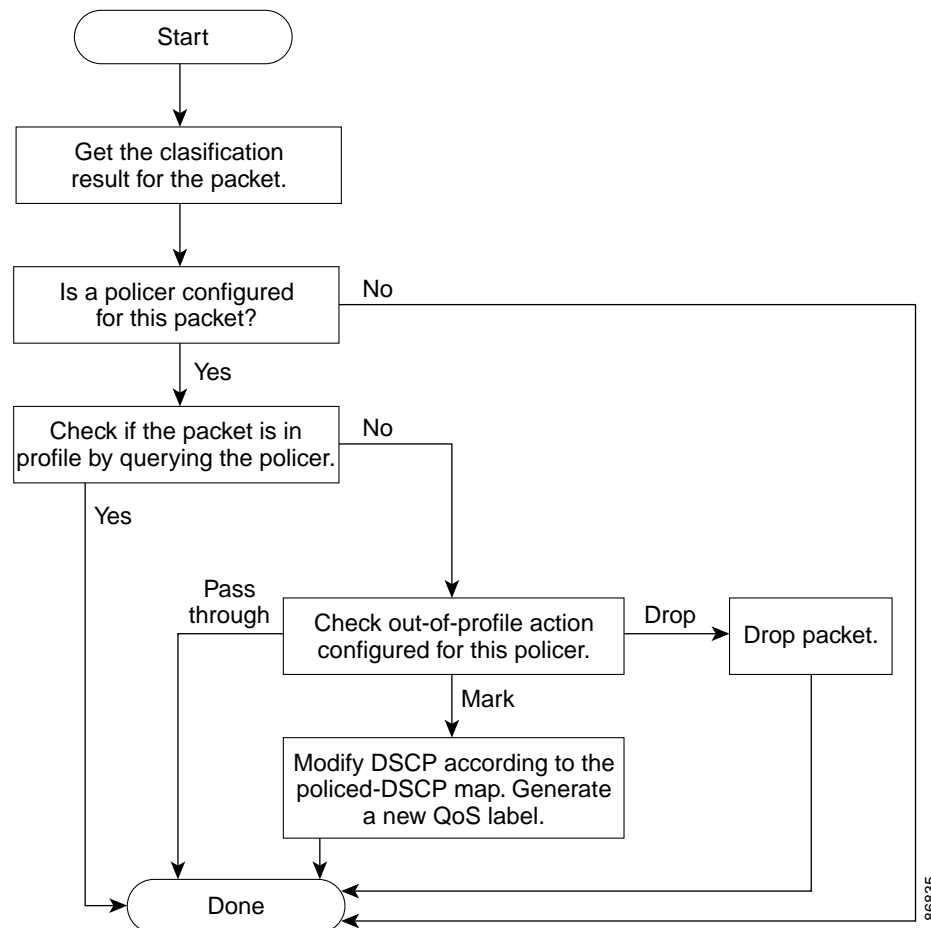 Start
Get the clasification
result for the packet.
Is a policer configured
for this packet?
No
Yes
Check if the packet is in
profile by querying the policer.
No
Yes
Pass
through
Check out-of-profile action
configured for this policer.
Drop
Drop packet.
Mark
Modify DSCP according to the
policed-DSCP map. Generate
a new QoS label.
Done
86835